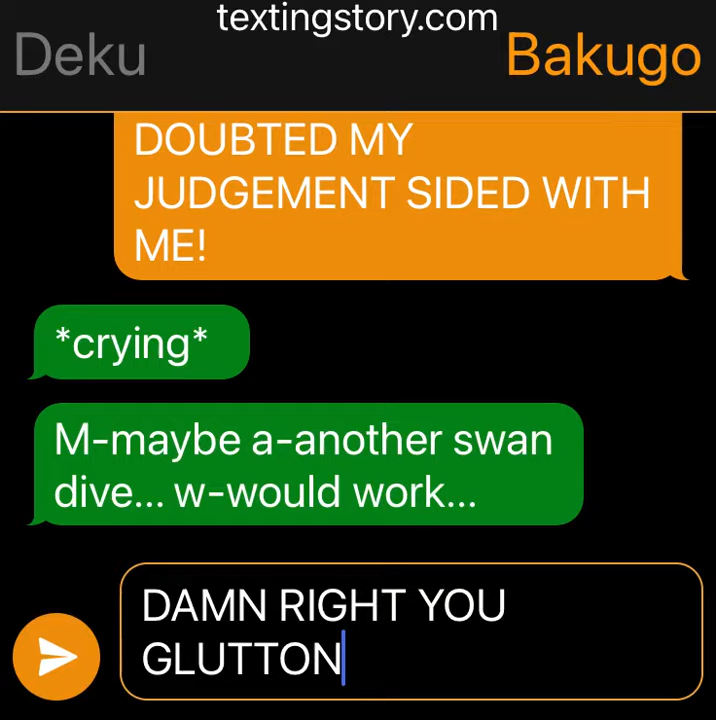 textingstory.com
Deku
Bakugo
DOUBTED MY
JUDGEMENT SIDED WITH
ME!
*crying*
M-maybe a-another swan
dive... w-would work...
DAMN RIGHT YOU
GLUTTON